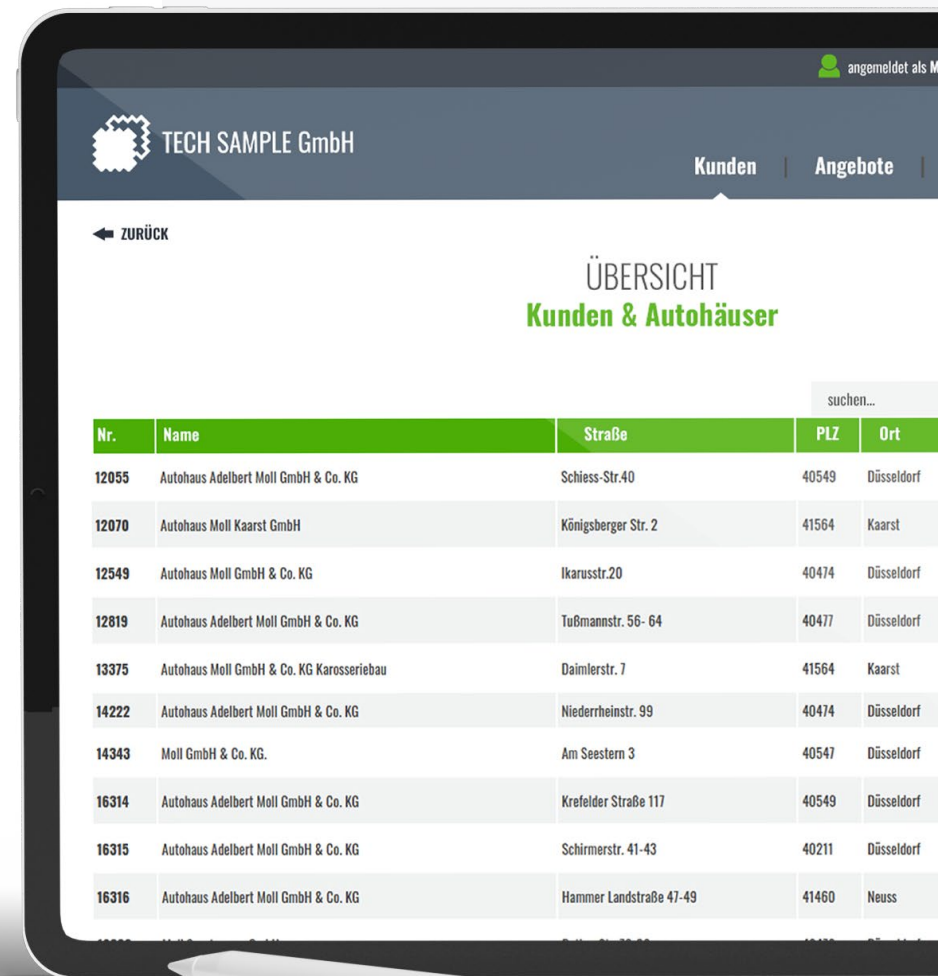 angemeldet als M
TECH SAMPLE GmbH
Kunden | Angebote |
ZURÜCK
ÜBERSICHT
Kunden & Autohäuser
suchen...
Nr. Name Straße PLZ Ort
12055 Autohaus Adelbert Moll GmbH & Co. KG Schiess-Str.40 40549 Düsseldorf
12070 Autohaus Moll Kaarst GmbH Königsberger Str. 2 41564 Kaarst
12549 Autohaus Moll GmbH & Co. KG Ikarusstr.20 40474 Düsseldorf
12819 Autohaus Adelbert Moll GmbH & Co. KG Tußmannstr. 56- 64 40477 Düsseldorf
13375 Autohaus Moll GmbH & Co. KG Karosseriebau Daimlerstr. 7 41564 Kaarst
14222 Autohaus Adelbert Moll GmbH & Co. KG Niederrheinstr. 99 40474 Düsseldorf
14343 Moll GmbH & Co. KG. Am Seestern 3 40547 Düsseldorf
16314 Autohaus Adelbert Moll GmbH & Co. KG Krefelder Straße 117 40549 Düsseldorf
16315 Autohaus Adelbert Moll GmbH & Co. KG Schirmerstr. 41-43 40211 Düsseldorf
16316 Autohaus Adelbert Moll GmbH & Co. KG Hammer Landstraße 47-49 41460 Neuss